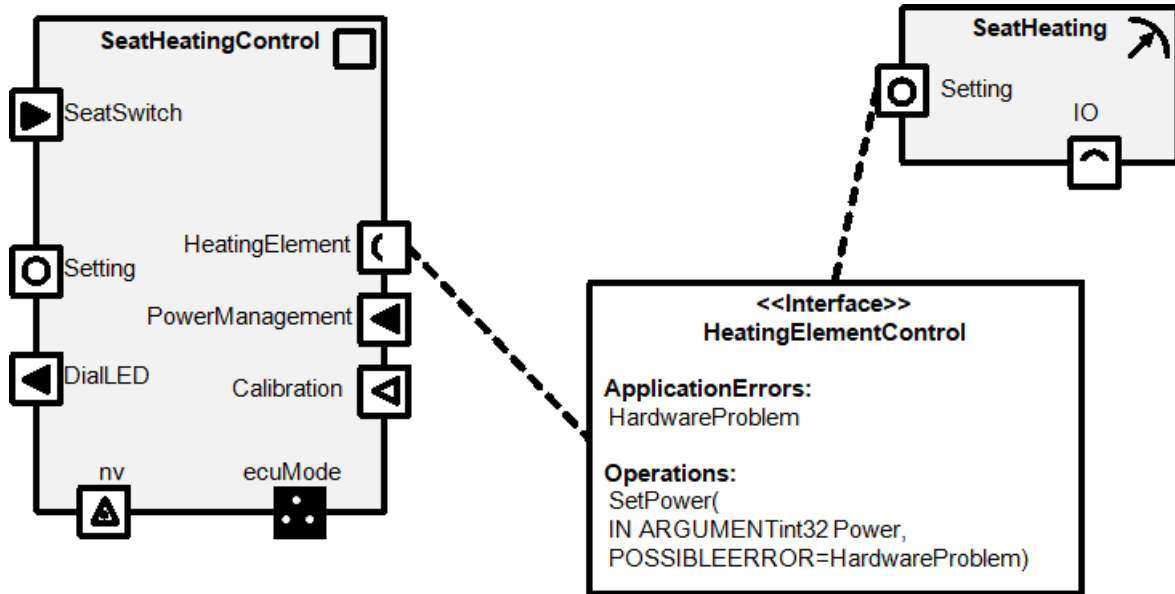 SeatHeatingControl
SeatSwitch
HeatingElement
Setting
PowerManagement
DialLED
Calibration
nv
ecuMode
SeatHeating
Setting
IO
<<Interface>>
HeatingElementControl
ApplicationErrors:
HardwareProblem
Operations:
SetPower(
IN ARGUMENTint32 Power,
POSSIBLEERROR=HardwareProblem)